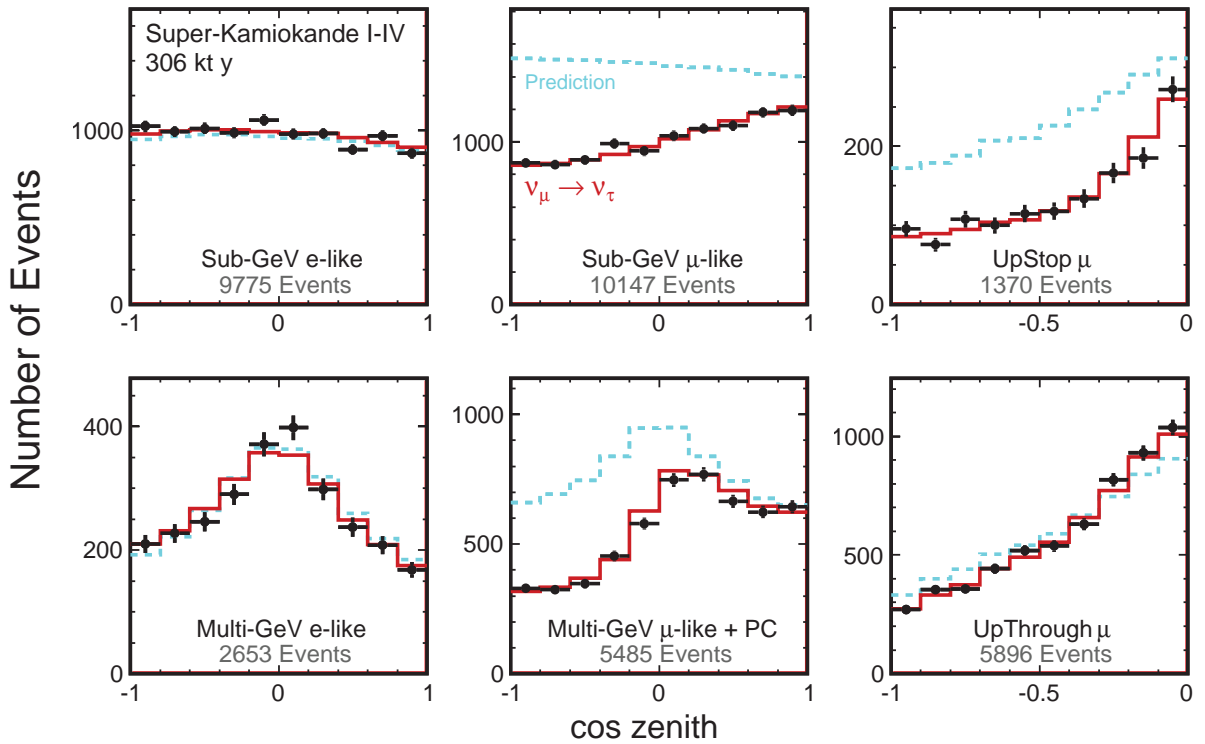 Number of Events
Super-Kamiokande I-IV
306 kt y
1000
0
Sub-GeV e-like
9775 Events
-1 0 1
Prediction
1000
0
νμ → ντ
Sub-GeV μ-like
10147 Events
-1 0 1
200
0
UpStop μ
1370 Events
-1 -0.5 0
400
200
0
Multi-GeV e-like
2653 Events
-1 0 1
1000
500
0
Multi-GeV μ-like + PC
5485 Events
-1 0 1
1000
500
0
UpThrough μ
5896 Events
-1 -0.5 0
cos zenith